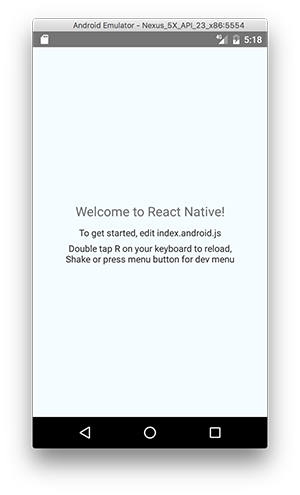 Android Emulator - Nexus_5X_API_23_x86:5554
4G 5:18
Welcome to React Native!
To get started, edit index.android.js
Double tap R on your keyboard to reload,
Shake or press menu button for dev menu